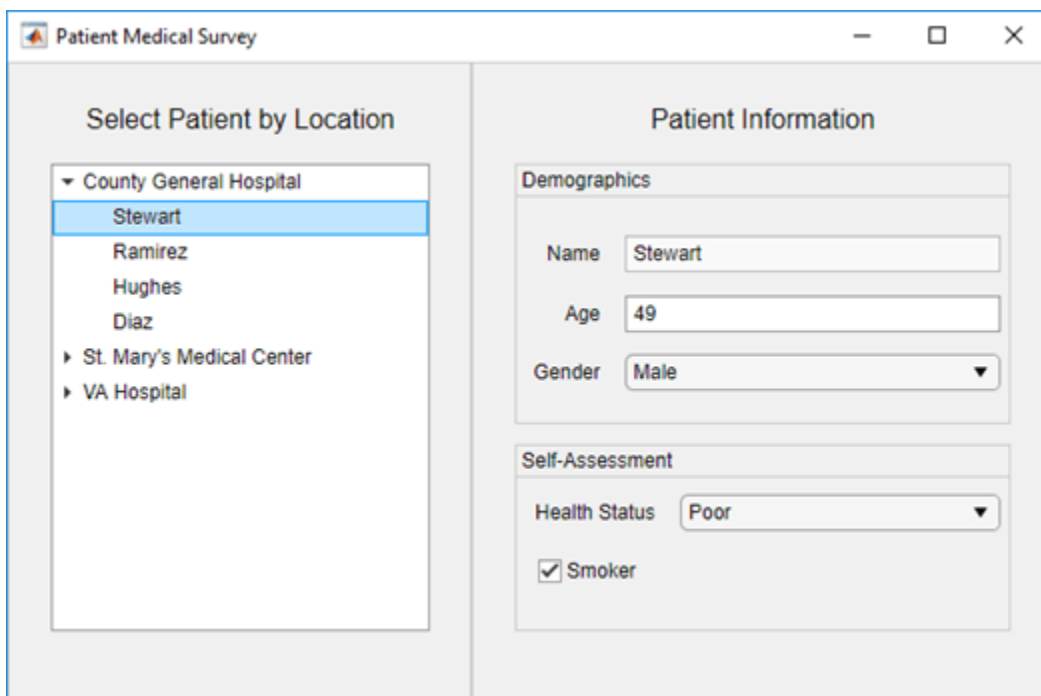 Patient Medical Survey
Select Patient by Location
County General Hospital
Stewart
Ramirez
Hughes
Diaz
St. Mary's Medical Center
VA Hospital
Patient Information
Demographics
Name Stewart
Age 49
Gender Male
Self-Assessment
Health Status Poor
Smoker